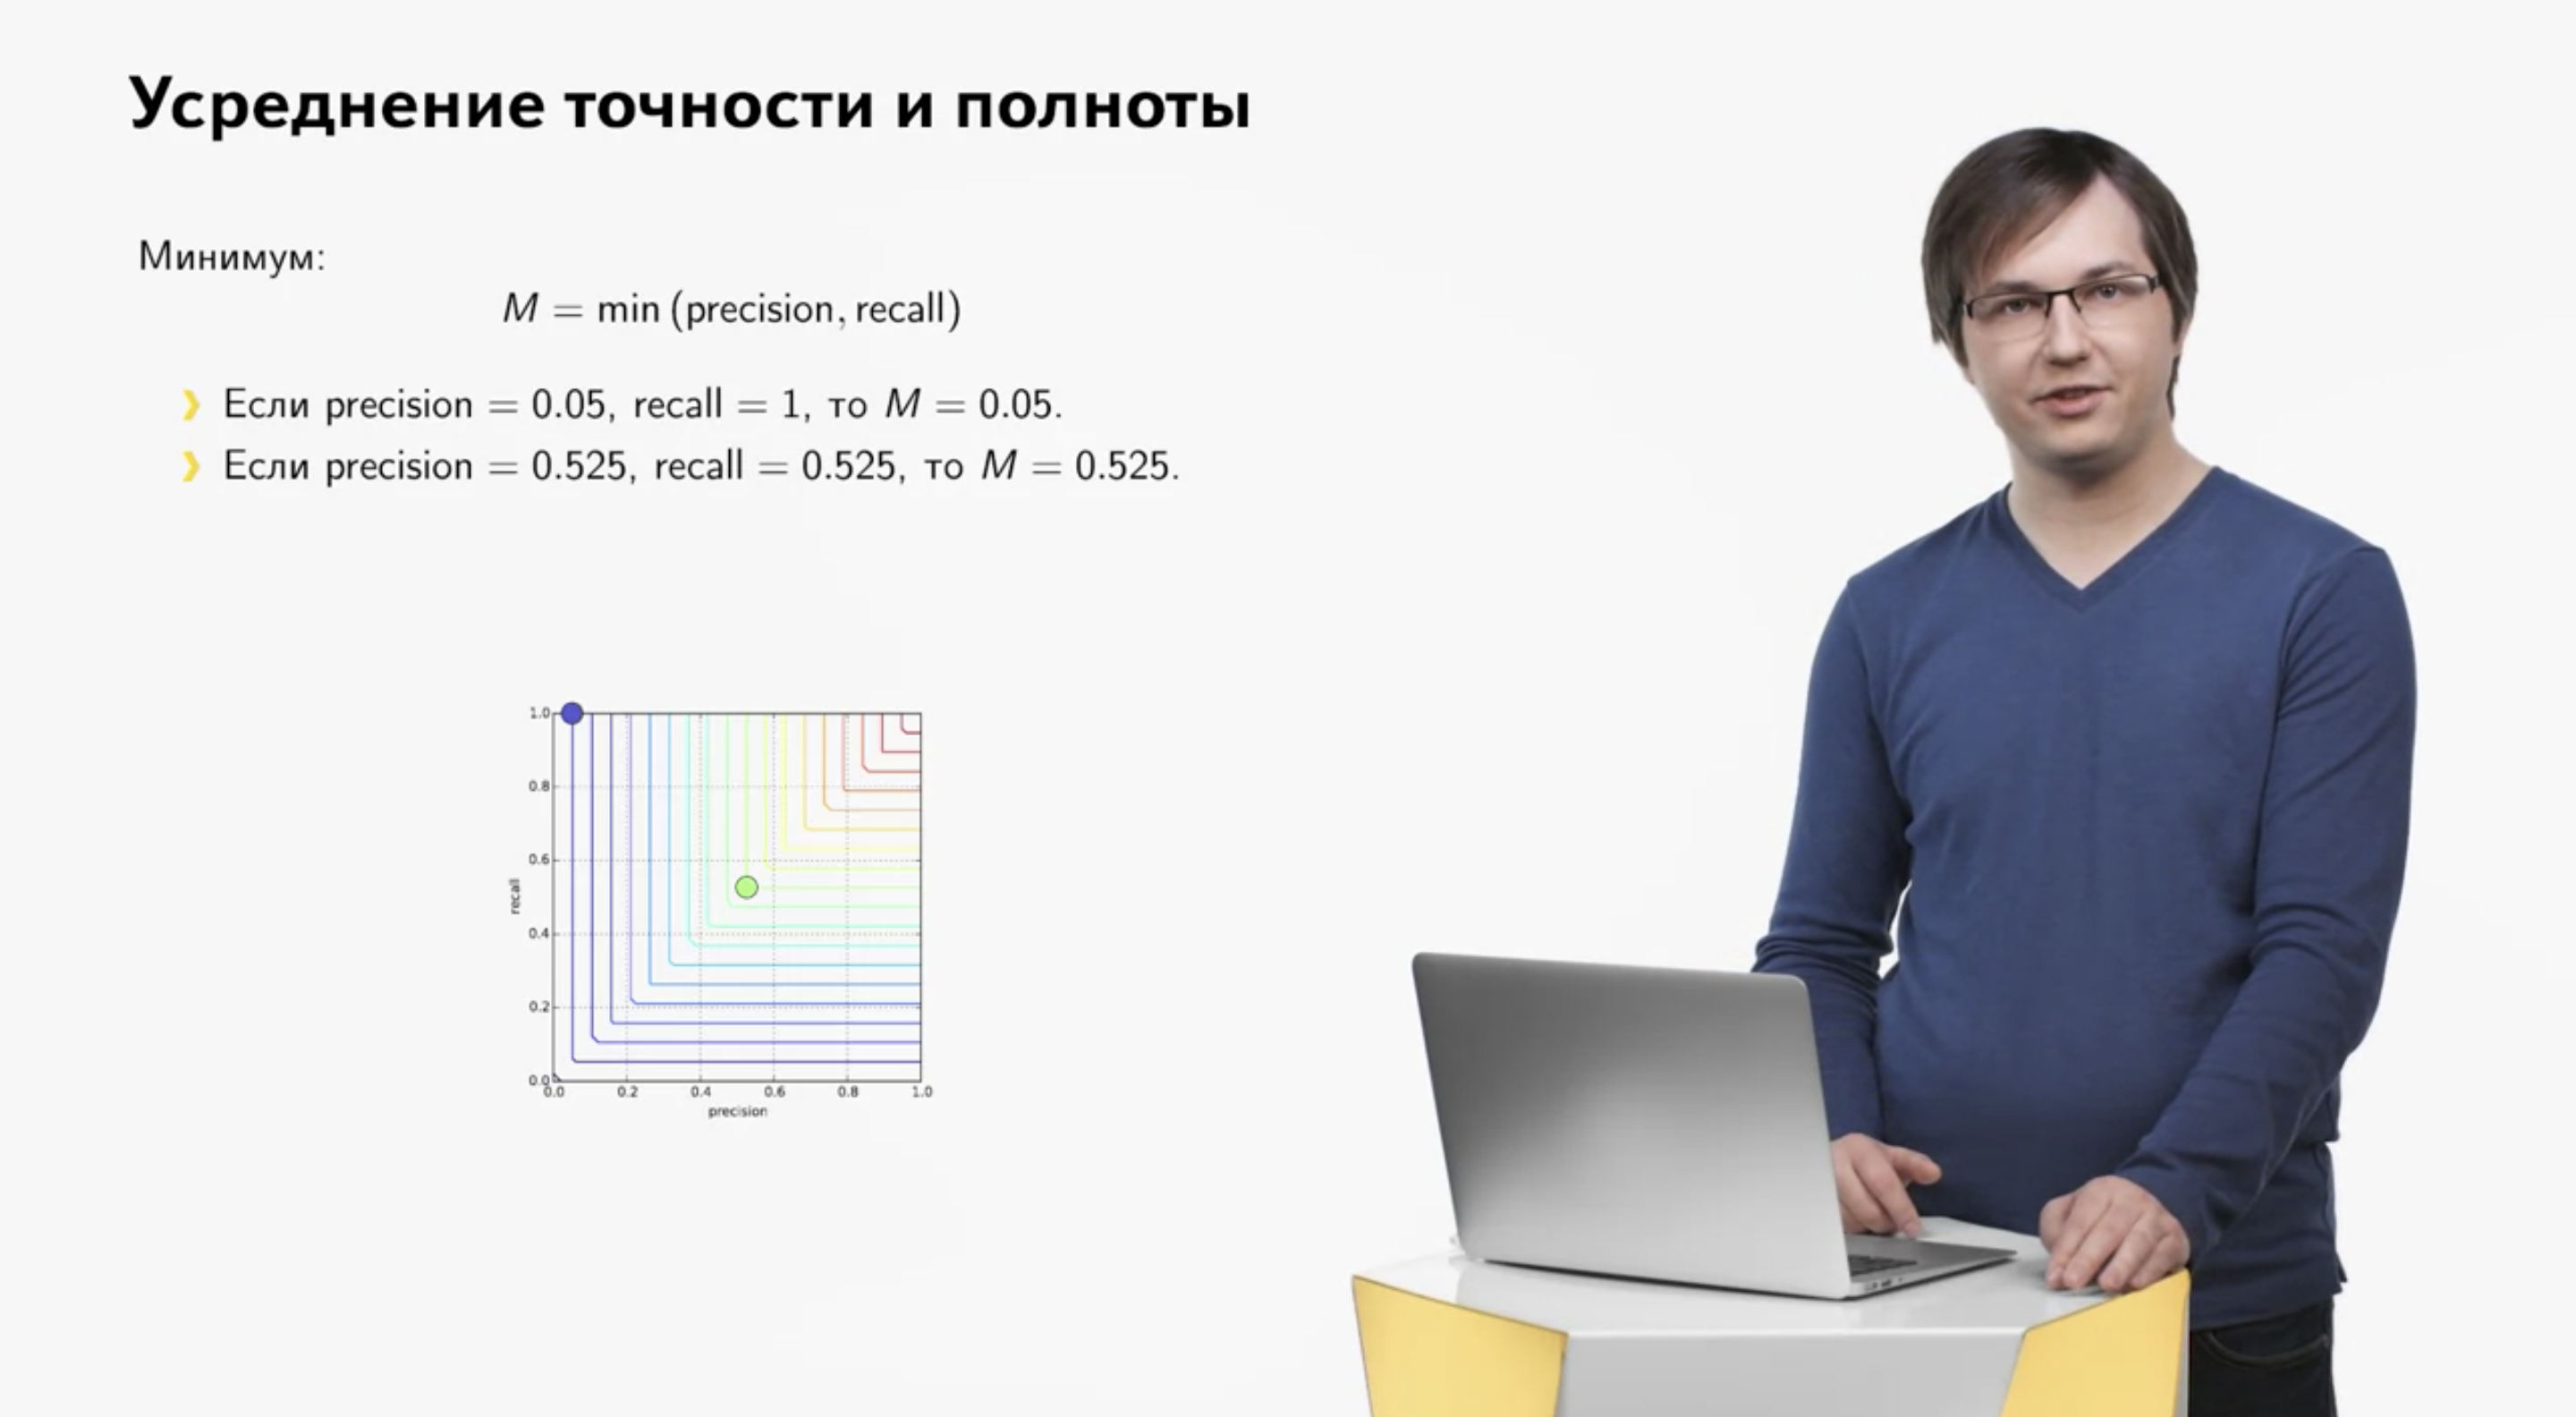 Усреднение точности и полноты
Минимум:
M = min (precision, recall)
Если precision = 0.05, recall = 1, то M = 0.05.
Если precision = 0.525, recall = 0.525, то M = 0.525.
1.0
0.8
0.6
0.4
0.2
0.0
recall
0.0 0.2 0.4 0.6 0.8 1.0
precision